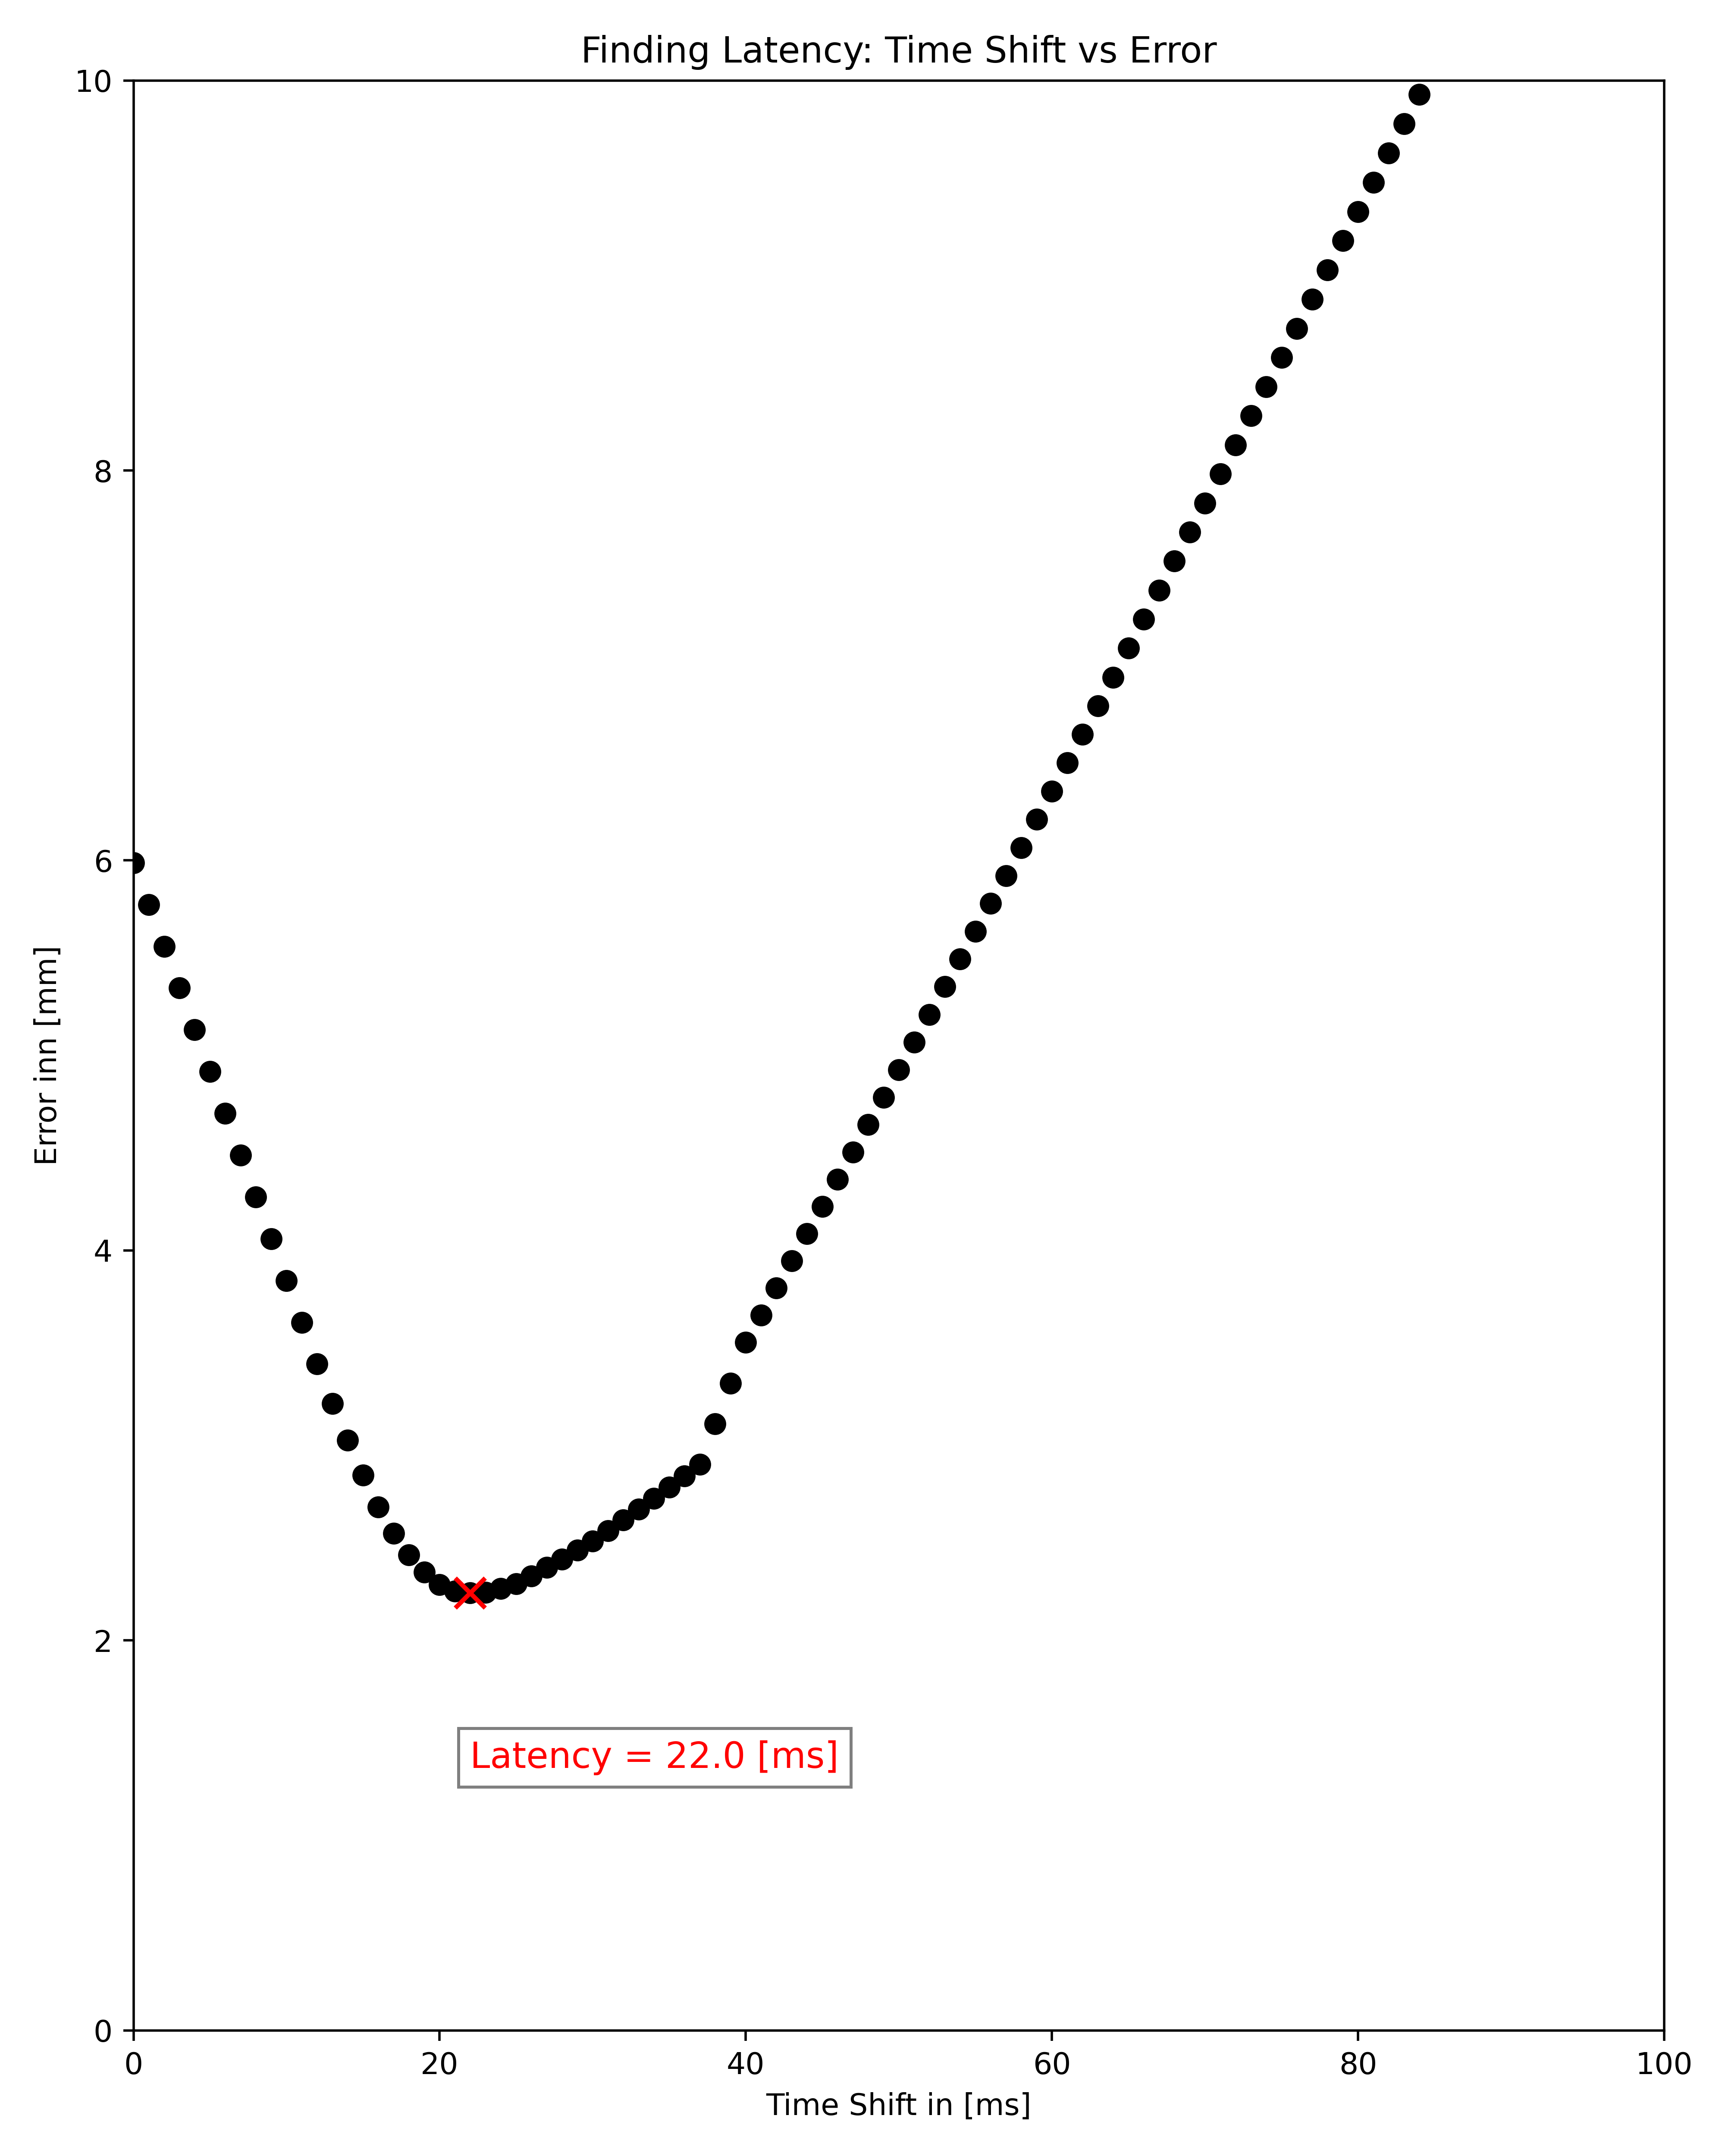 Finding Latency: Time Shift vs Error
10
8
6
4
2
0
Error inn [mm]
Latency = 22.0 [ms]
0 20 40 60 80 100
Time Shift in [ms]